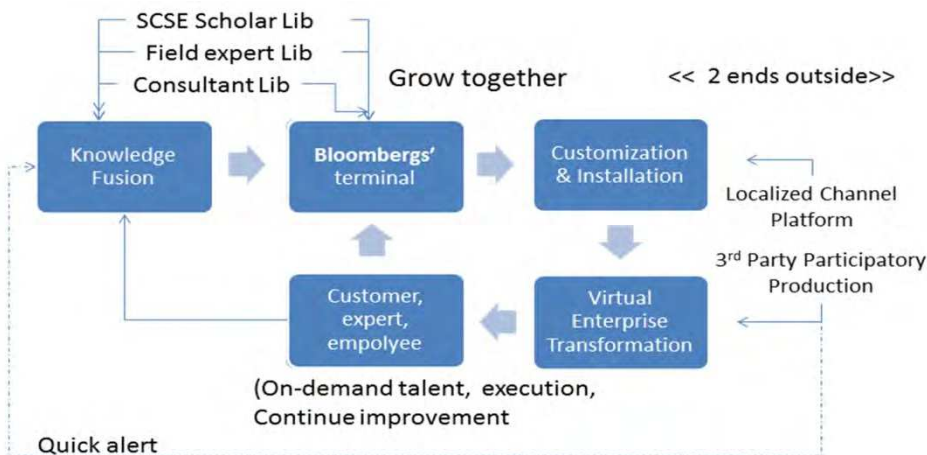 SCSE Scholar Lib
Field expert Lib
Consultant Lib
Grow together
<< 2 ends outside>>
Knowledge
Fusion
Bloombergs'
terminal
Customization
& Installation
Localized Channel
Platform
3rd Party Participatory
Production
Customer,
expert,
empolyee
Virtual
Enterprise
Transformation
(On-demand talent, execution,
Continue improvement
Quick alert